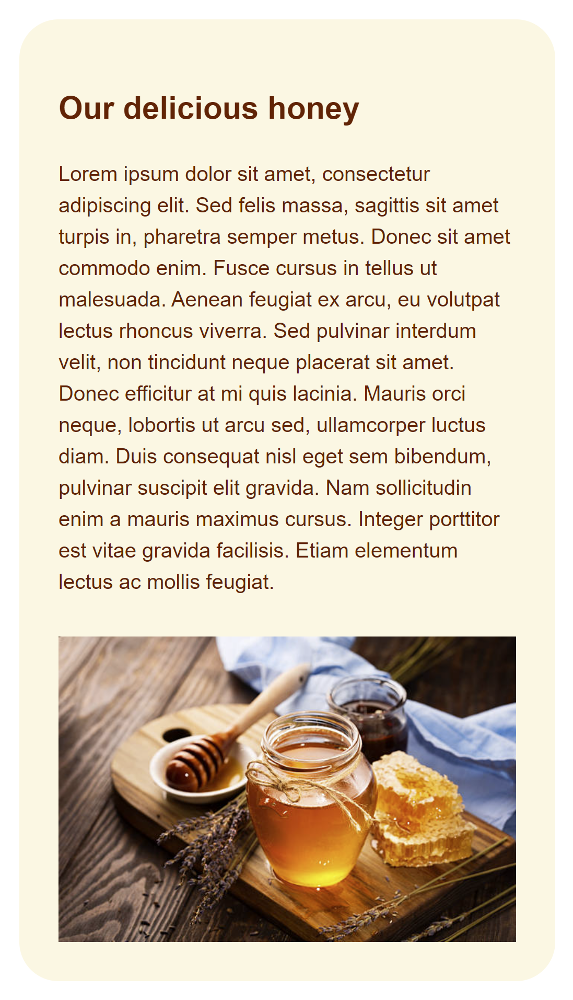 Our delicious honey
Lorem ipsum dolor sit amet, consectetur
adipiscing elit. Sed felis massa, sagittis sit amet
turpis in, pharetra semper metus. Donec sit amet
commodo enim. Fusce cursus in tellus ut
malesuada. Aenean feugiat ex arcu, eu volutpat
lectus rhoncus viverra. Sed pulvinar interdum
velit, non tincidunt neque placerat sit amet.
Donec efficitur at mi quis lacinia. Mauris orci
neque, lobortis ut arcu sed, ullamcorper luctus
diam. Duis consequat nisl eget sem bibendum,
pulvinar suscipit elit gravida. Nam sollicitudin
enim a mauris maximus cursus. Integer porttitor
est vitae gravida facilisis. Etiam elementum
lectus ac mollis feugiat.